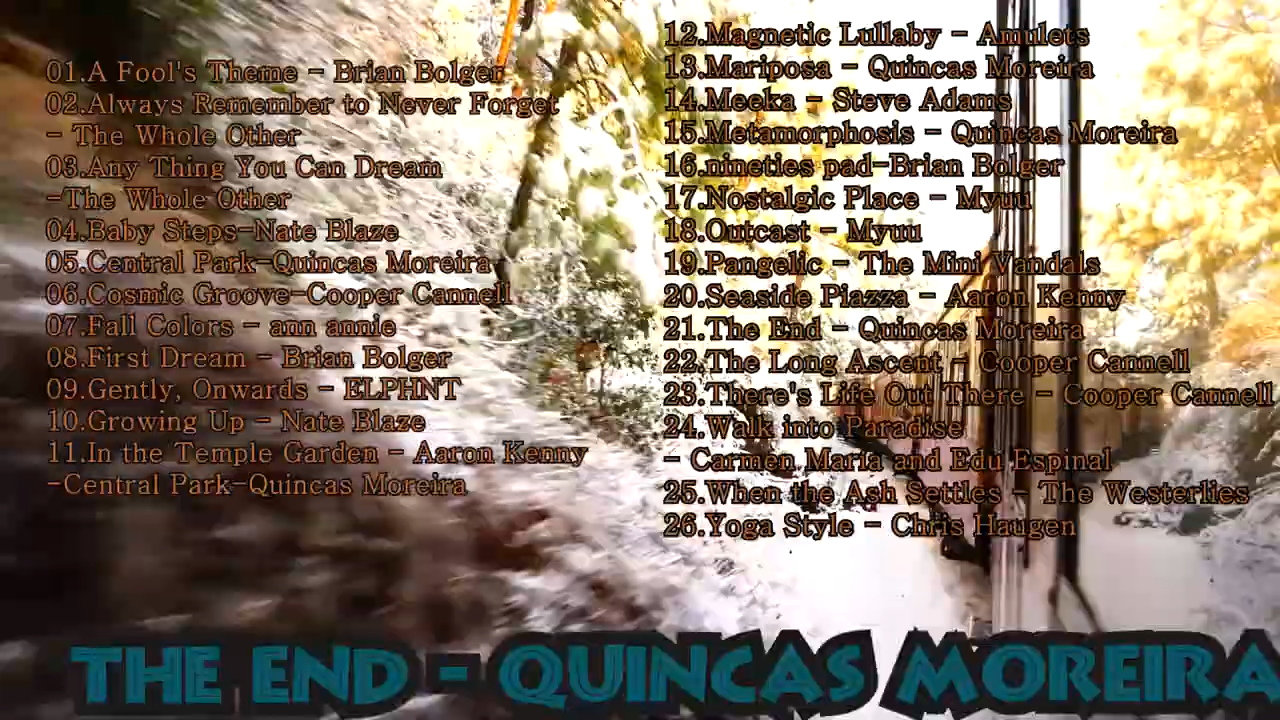 01.A Fool's Theme - Brian Bolger
02.Always Remember to Never Forget
- The Whole Other
03.Any Thing You Can Dream
-The Whole Other
04.Baby Steps-Nate Blaze
05.Central Park-Quincas Moreira
06.Cosmic Groove-Cooper Cannell
07.Fall Colors - ann annie
08.First Dream - Brian Bolger
09.Gently, Onwards - ELPHNT
10.Growing Up - Nate Blaze
11.In the Temple Garden - Aaron Kenny
-Central Park-Quincas Moreira
12.Magnetic Lullaby - Amulets
13.Mariposa - Quincas Moreira
14.Meeka - Steve Adams
15.Metamorphosis - Quincas Moreira
16.nineties pad-Brian Bolger
17.Nostalgic Place - Myuu
18.Outcast - Myuu
19.Pangelic - The Mini Vandals
20.Seaside Piazza - Aaron Kenny
21.The End - Quincas Moreira
22.The Long Ascent - Cooper Cannell
23.There's Life Out There - Cooper Cannell
24.Walk into Paradise
- Carmen María and Edu Espinal
25.When the Ash Settles - The Westerlies
26.Yoga Style - Chris Haugen
THE END - QUINCAS MOREIRA